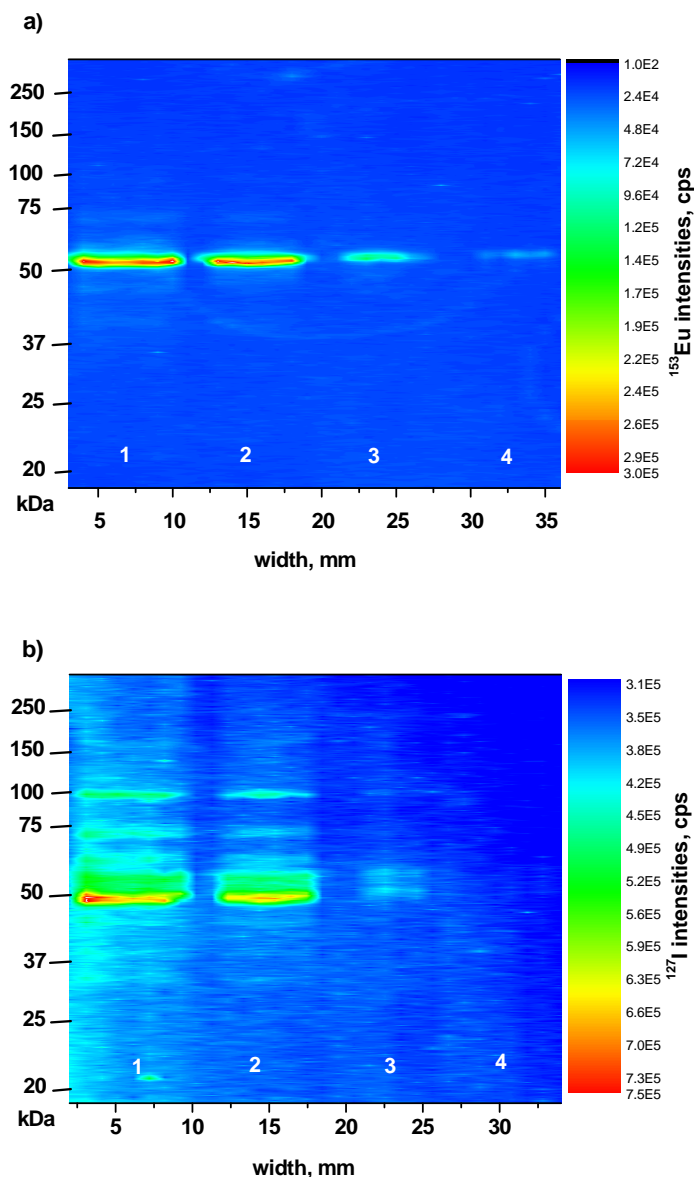 a)
250
150
100
75
50
37
25
20
kDa
1 2 3 4
5 10 15 20 25 30 35
width, mm
1.0E2
2.4E4
4.8E4
7.2E4
9.6E4
1.2E5
1.4E5
1.7E5
1.9E5
2.2E5
2.6E5
2.9E5
3.0E5
¹⁵³Eu intensities, cps
b)
250
150
100
75
50
37
25
20
kDa
1 2 3 4
5 10 15 20 25 30
width, mm
3.1E5
3.5E5
3.8E5
4.2E5
4.5E5
4.9E5
5.2E5
5.6E5
5.9E5
6.3E5
6.6E5
7.0E5
7.3E5
7.5E5
¹²⁷I intensities, cps